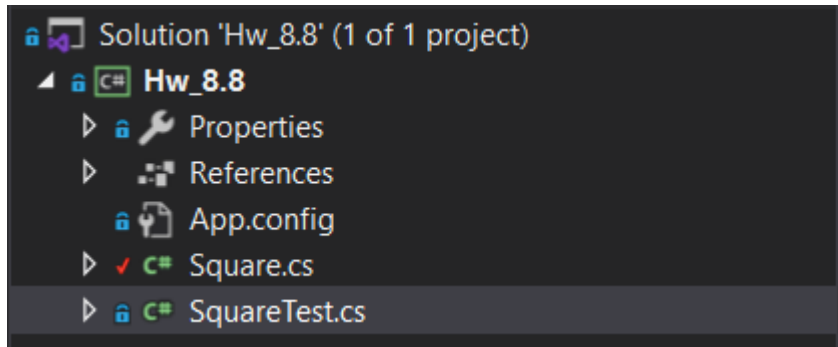 Solution 'Hw_8.8' (1 of 1 project)
C# Hw_8.8
Properties
References
App.config
C# Square.cs
C# SquareTest.cs